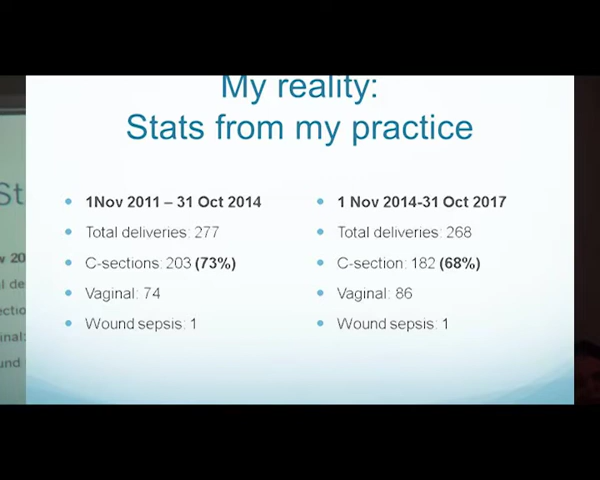 My reality:
Stats from my practice
1Nov 2011 – 31 Oct 2014
Total deliveries: 277
C-sections: 203 (73%)
Vaginal: 74
Wound sepsis: 1
1 Nov 2014-31 Oct 2017
Total deliveries: 268
C-section: 182 (68%)
Vaginal: 86
Wound sepsis: 1